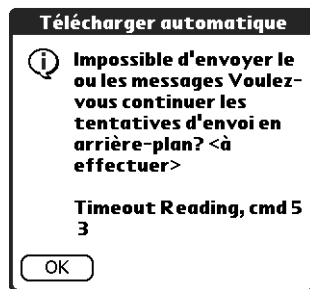 Télécharger automatique
Impossible d'envoyer le
ou les messages Voulez-
vous continuer les
tentatives d'envoi en
arrière-plan? <à
effectuer>
Timeout Reading, cmd 5
3
OK